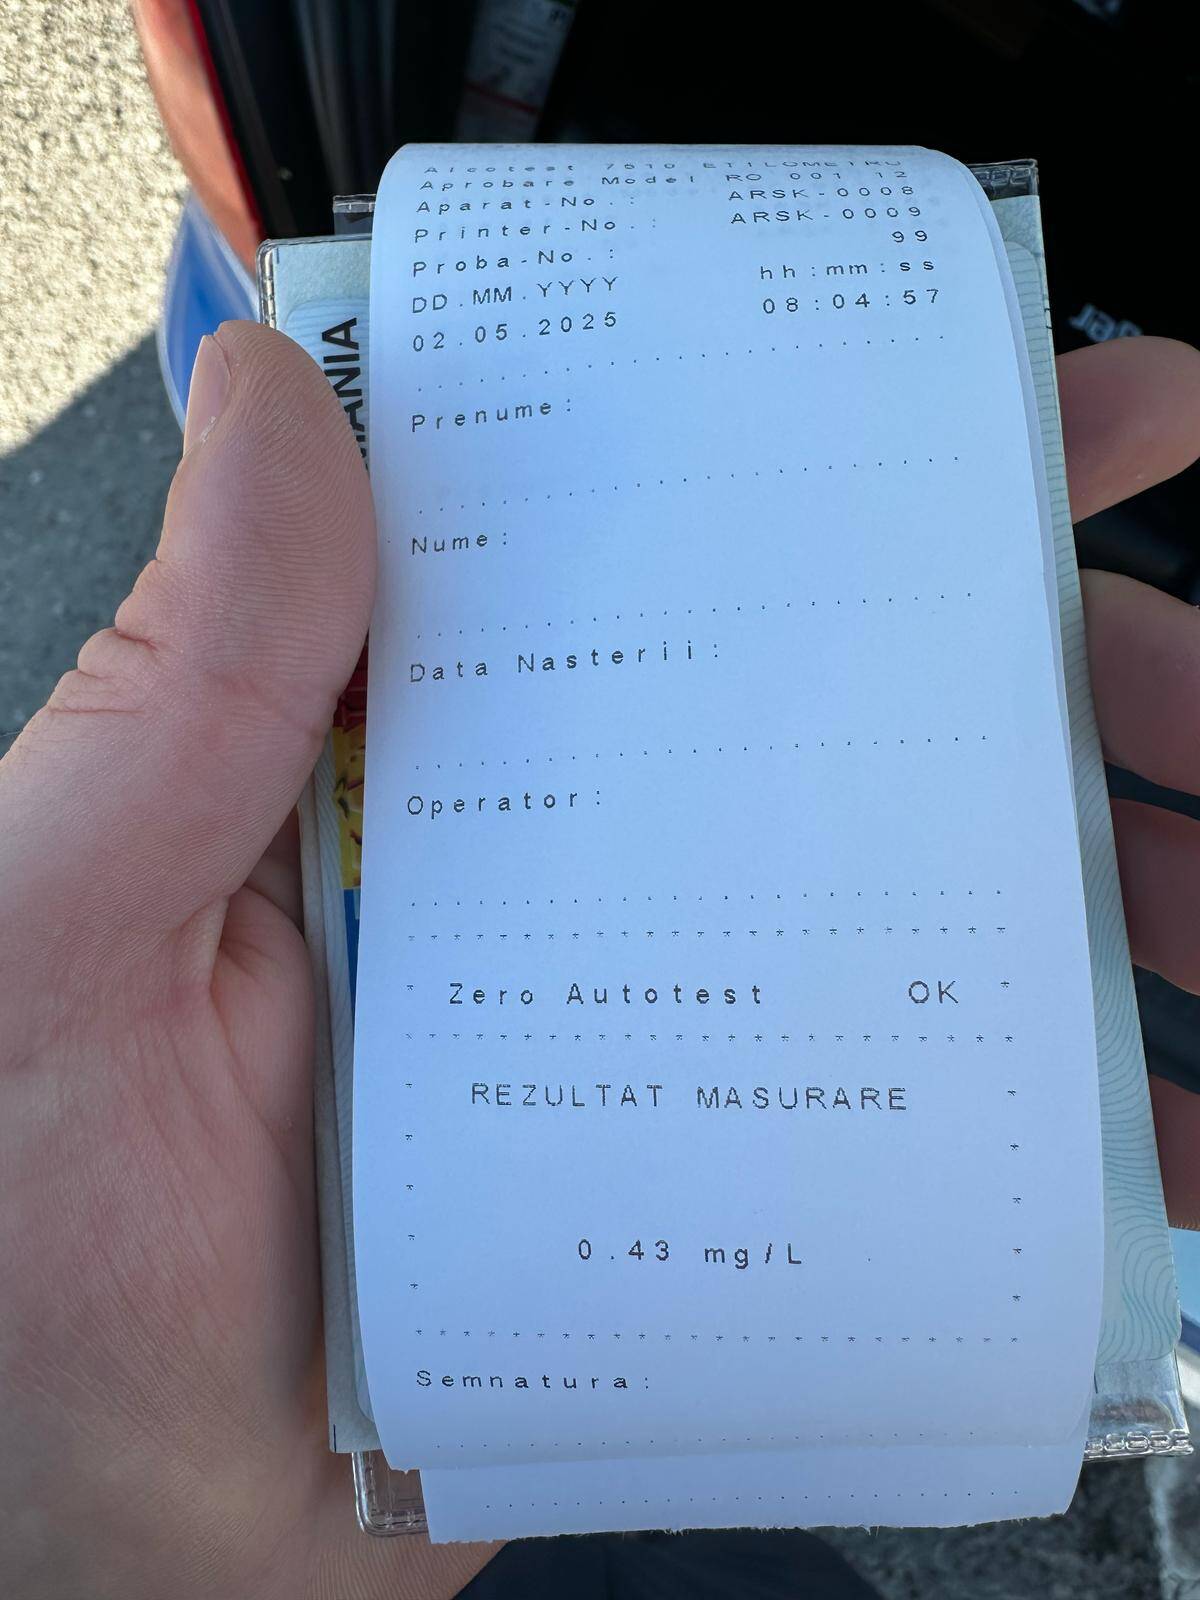 Alcotest 7510 ETILOMETRU
Aprobare Model RO 001 12
Aparat-No.: ARSK-0008
Printer-No.: ARSK-0009
Proba-No.: 99
DD.MM.YYYY hh:mm:ss
02.05.2025 08:04:57
Prenume:
Nume:
Data Nasterii:
Operator:
* Zero Autotest OK *
REZULTAT MASURARE
0.43 mg/L
Semnatura: